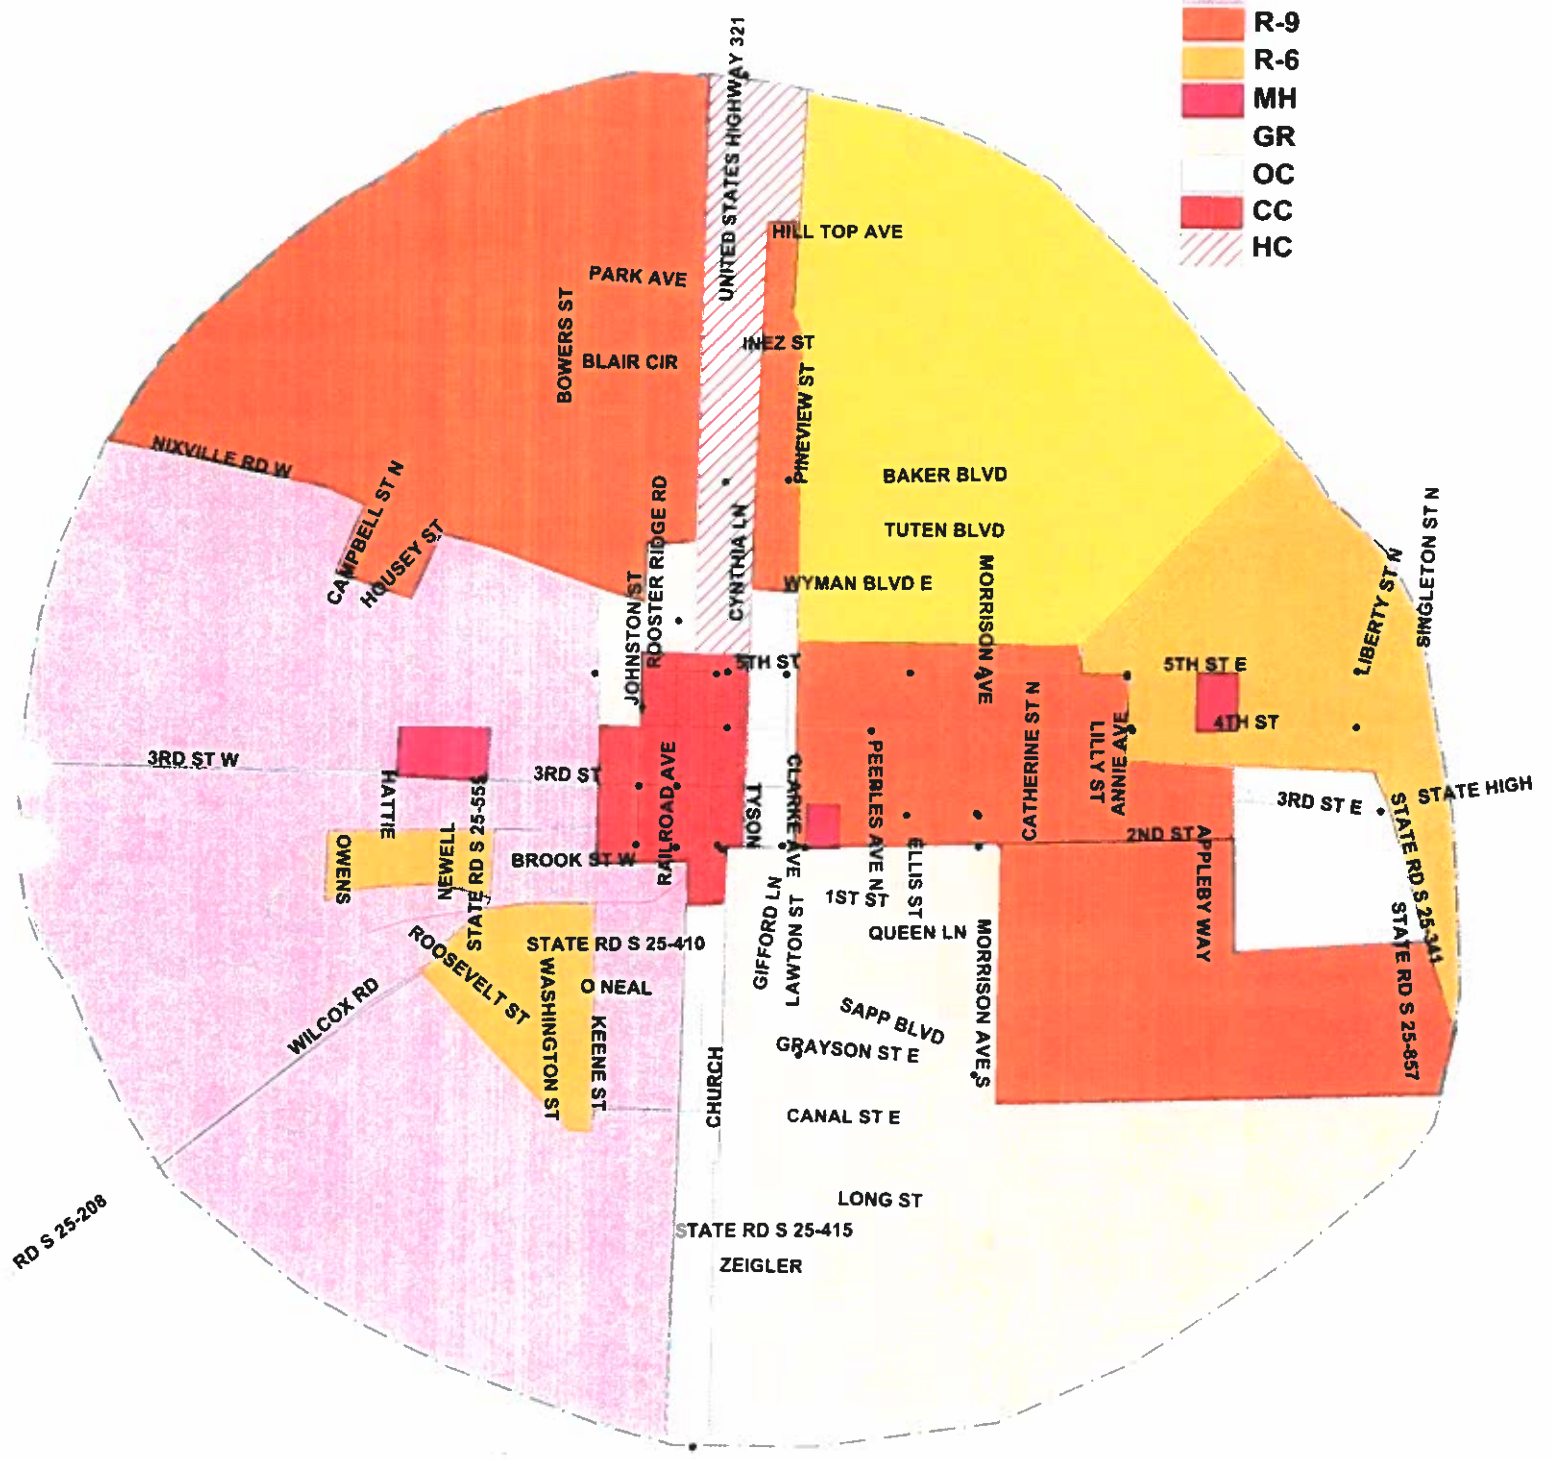 R-9
R-6
MH
GR
OC
CC
HC
UNITED STATES HIGHWAY 321
HILL TOP AVE
PARK AVE
BOWERS ST
INEZ ST
BLAIR CIR
PINEVIEW ST
NIXVILLE RD W
CAMPBELL ST N
HOUSEY ST
BAKER BLVD
TUTEN BLVD
ROOSTER RIDGE RD
CYNTHIA LN
JOHNSTON ST
WYMAN BLVD E
MORRISON AVE
LIBERTY ST N
SINGLETON ST N
5TH ST
5TH ST E
4TH ST
3RD ST W
3RD ST
HATTIE
RAILROAD AVE
TYSON
CLARKE AVE
PEEBLES AVE N
CATHERINE ST N
LILLY ST
ANNIE AVE
3RD ST E
STATE HIGH
2ND ST
OWENS
NEWELL
BROOK ST W
ELLIS ST
APPLEBY WAY
STATE RD S 25-341
1ST ST
QUEEN LN
GIFFORD LN
LAWTON ST
ROOSEVELT ST
STATE RD S 25-410
O NEAL
WASHINGTON ST
KEENE ST
WILCOX RD
SAPP BLVD
GRAYSON ST E
MORRISON AVE S
STATE RD S 25-857
CHURCH
CANAL ST E
LONG ST
STATE RD S 25-415
ZEIGLER
RD S 25-208